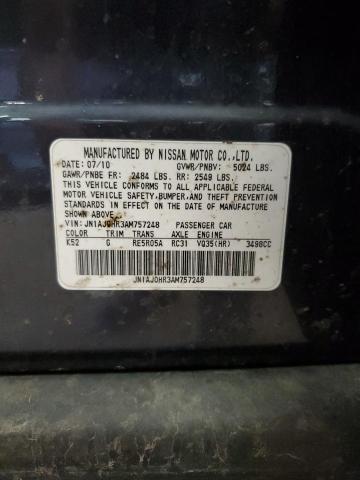 MANUFACTURED BY NISSAN MOTOR CO.,LTD.
DATE: 07/10 GVWR/PNBV: 5024 LBS.
GAWR/PNBE FR: 2484 LBS. RR: 2549 LBS.
THIS VEHICLE CONFORMS TO ALL APPLICABLE FEDERAL
MOTOR VEHICLE SAFETY,BUMPER,AND THEFT PREVENTION
STANDARDS IN EFFECT ON THE DATE OF MANUFACTURE
SHOWN ABOVE.
VIN: JN1AJ0HR3AM757248 PASSENGER CAR
COLOR TRIM TRANS AXLE ENGINE
K52 G RE5R05A RC31 VQ35(HR) 3498CC
JN1AJ0HR3AM757248